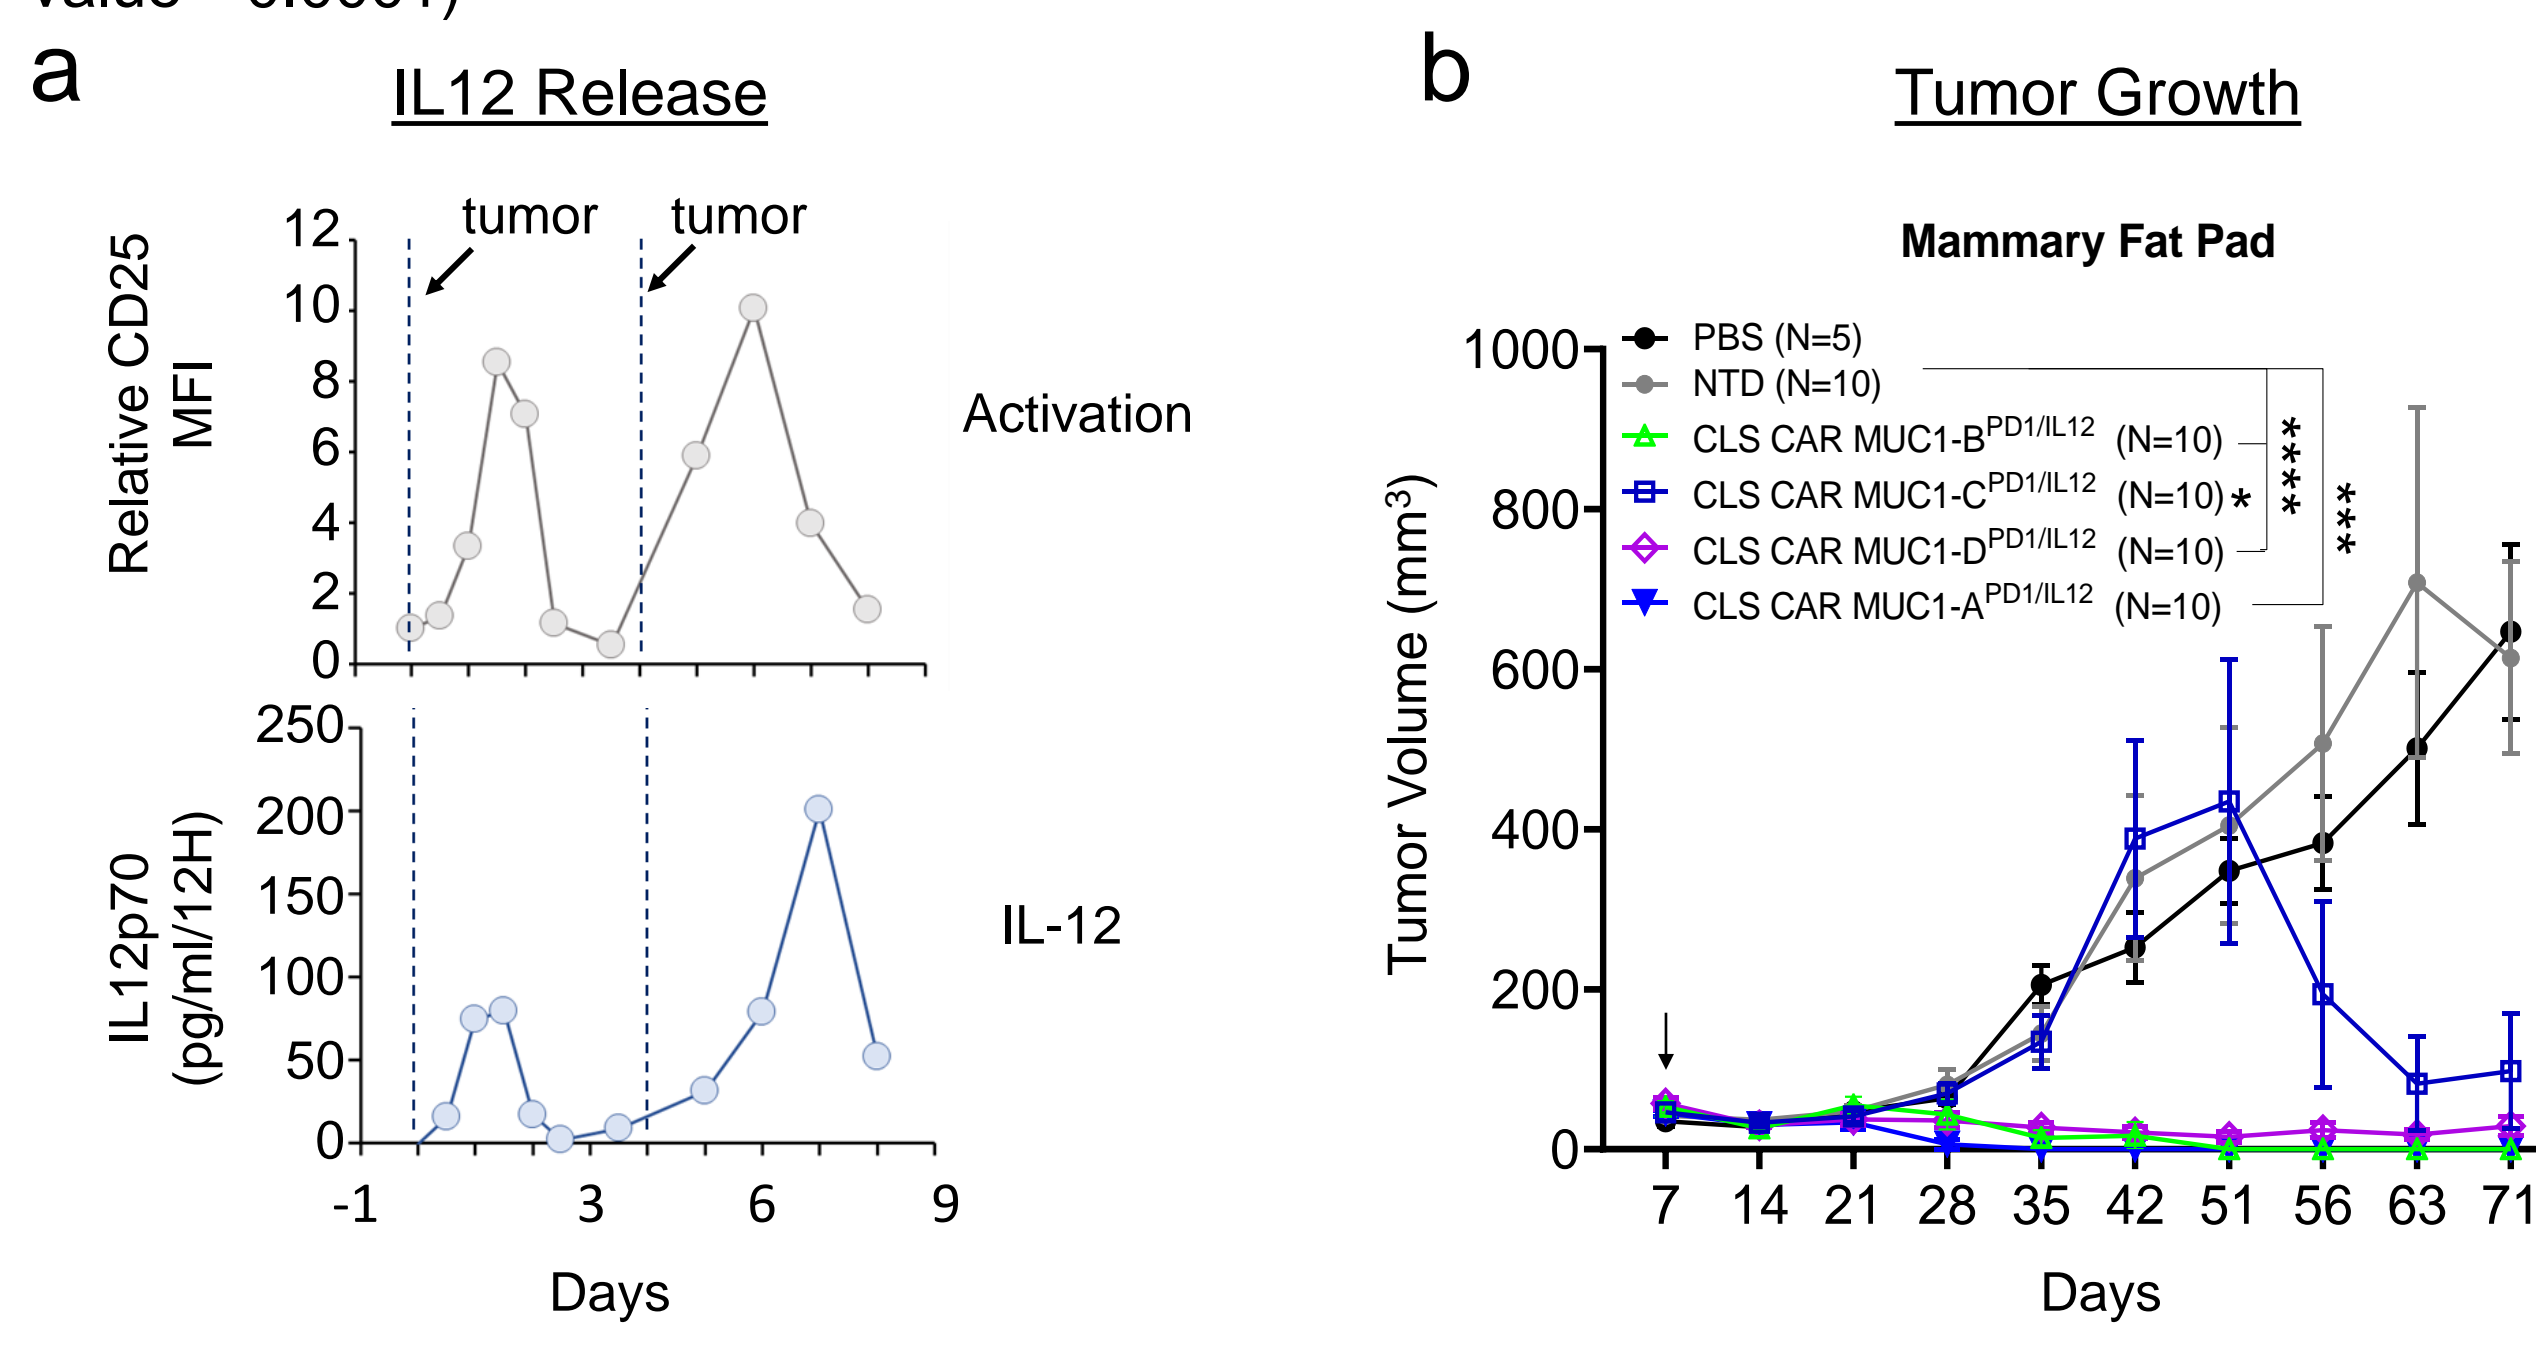 a
IL12 Release
tumor
tumor
Relative CD25
MFI
12
10
8
6
4
2
0
Activation
IL12p70
(pg/ml/12H)
250
200
150
100
50
0
IL-12
-1 3 6 9
Days
b
Tumor Growth
Mammary Fat Pad
Tumor Volume (mm³)
1000
800
600
400
200
0
PBS (N=5)
NTD (N=10)
CLS CAR MUC1-B^PD1/IL12 (N=10)
CLS CAR MUC1-C^PD1/IL12 (N=10) *
CLS CAR MUC1-D^PD1/IL12 (N=10)
CLS CAR MUC1-A^PD1/IL12 (N=10)
****
***
7 14 21 28 35 42 51 56 63 71
Days